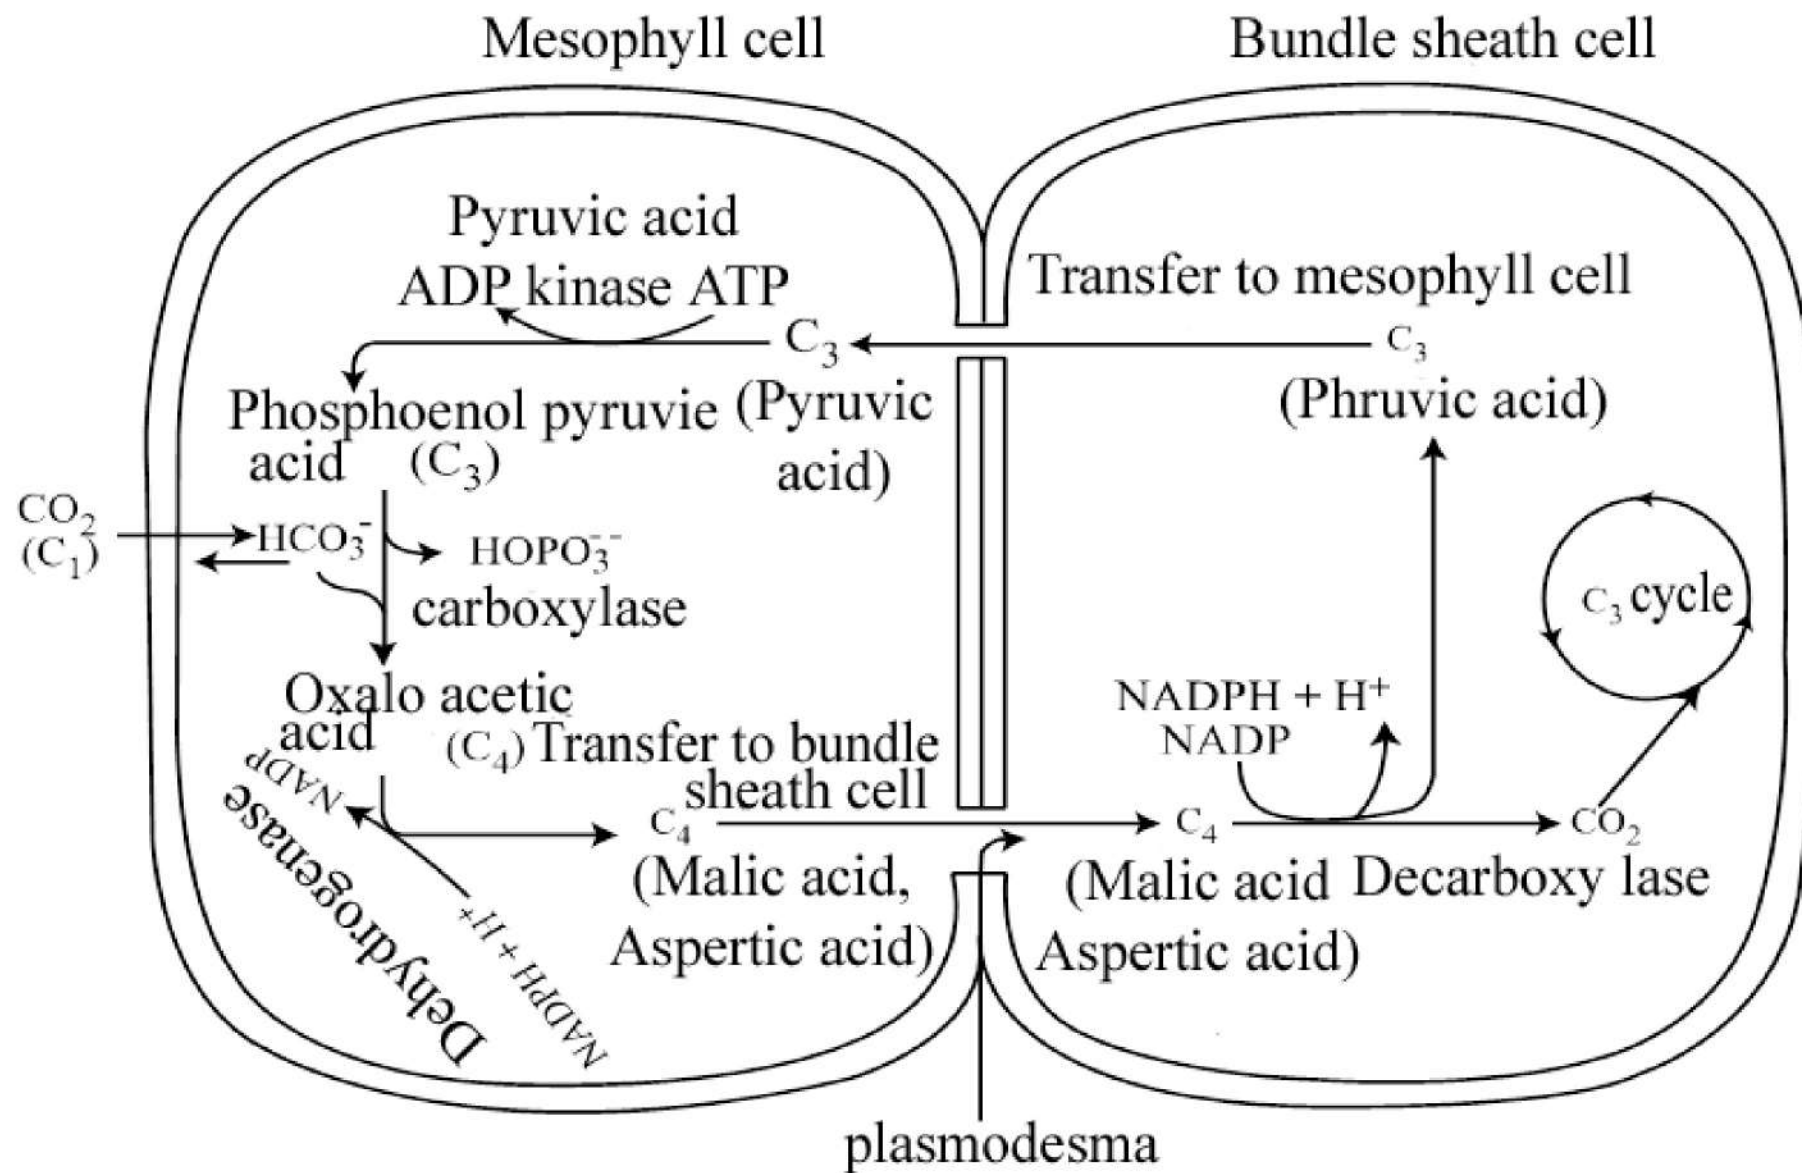 Mesophyll cell
Bundle sheath cell
Pyruvic acid
ADP kinase ATP
Transfer to mesophyll cell
C₃
C₃
Phosphoenol pyruvie
acid (C₃)
(Pyruvic
acid)
(Phruvic acid)
CO₂
(C₁)
HCO₃⁻
HOPO₃⁻⁻
carboxylase
C₃ cycle
Oxalo acetic
acid (C₄)
Transfer to bundle
sheath cell
NADPH + H⁺
NADP
NADP
Dehydrogenase
NADPH + H⁺
C₄
(Malic acid,
Aspertic acid)
C₄
(Malic acid
Aspertic acid)
Decarboxy lase
CO₂
plasmodesma